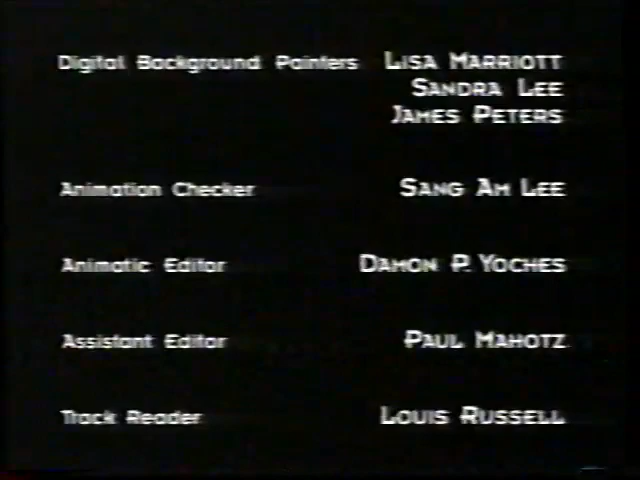 Digital Background Painters LISA MARRIOTT
SANDRA LEE
JAMES PETERS
Animation Checker SANG AM LEE
Animatic Editor DAMON P. YOCHES
Assistant Editor PAUL MAHOTZ
Track Reader LOUIS RUSSELL